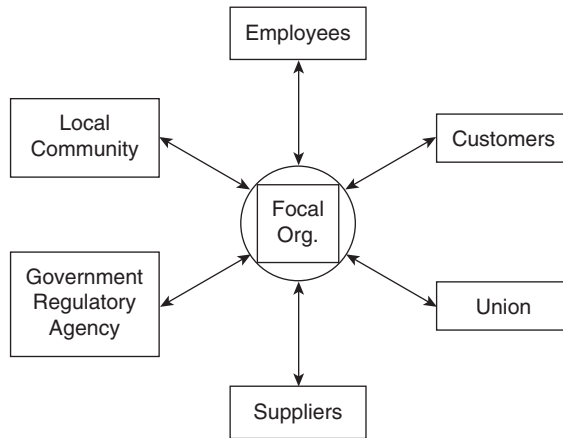 Employees
Local
Community
Customers
Focal
Org.
Government
Regulatory
Agency
Union
Suppliers